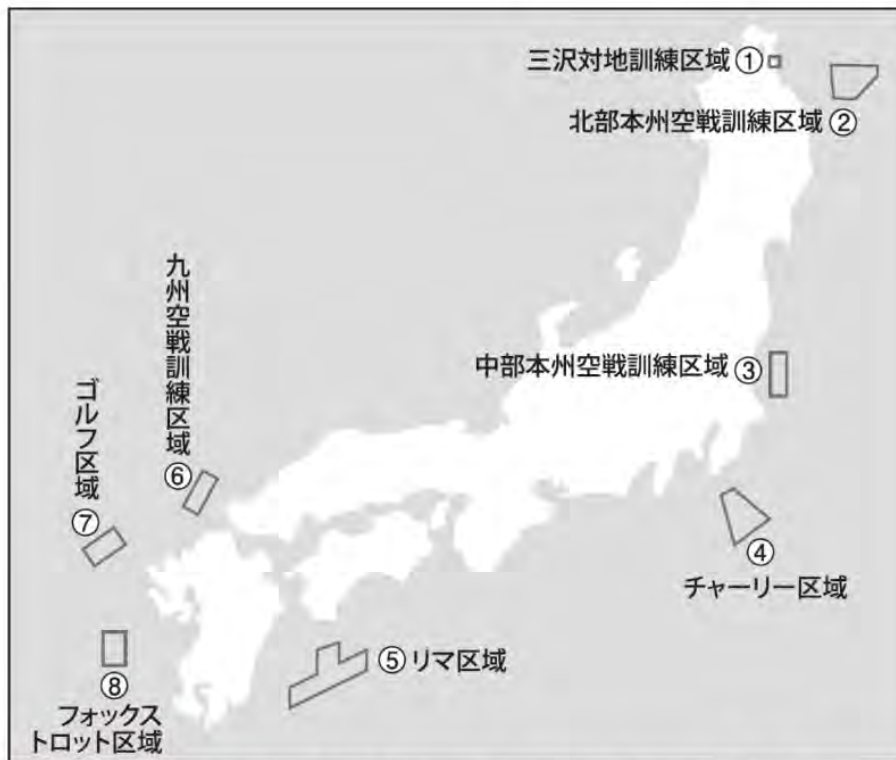 三沢対地訓練区域①
北部本州空戦訓練区域②
中部本州空戦訓練区域③
④
チャーリー区域
⑤リマ区域
九州空戦訓練区域
⑥
ゴルフ区域
⑦
⑧
フォックス
トロット区域